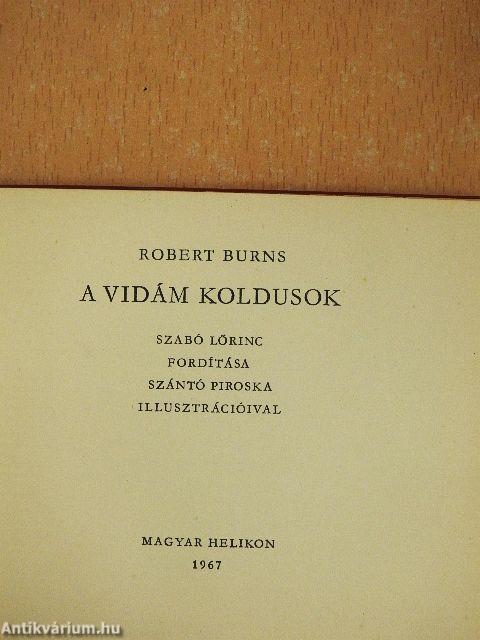 ROBERT BURNS
A VIDÁM KOLDUSOK
SZABÓ LŐRINC
FORDÍTÁSA
SZÁNTÓ PIROSKA
ILLUSZTRÁCIÓIVAL
MAGYAR HELIKON
1967
Antikvárium.hu